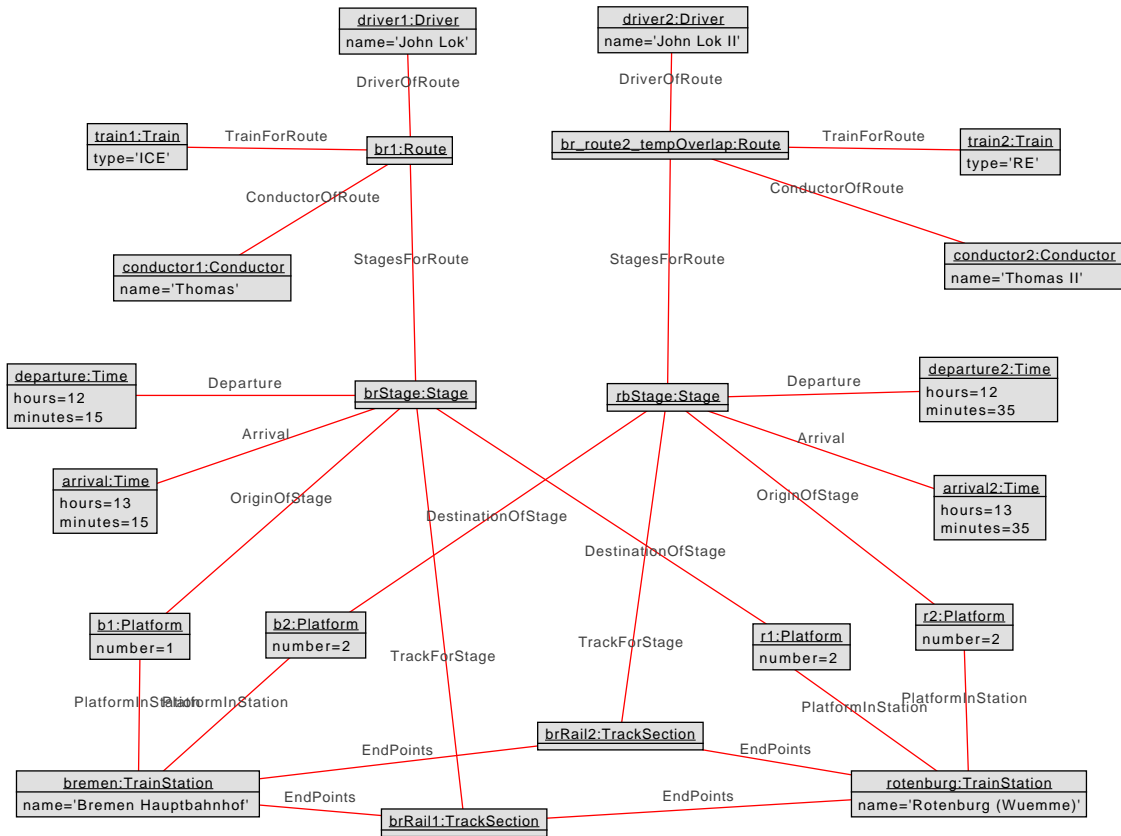 driver1:Driver
name='John Lok'
driver2:Driver
name='John Lok II'
DriverOfRoute
DriverOfRoute
train1:Train
type='ICE'
TrainForRoute
br1:Route
br_route2_tempOverlap:Route
TrainForRoute
train2:Train
type='RE'
ConductorOfRoute
ConductorOfRoute
conductor1:Conductor
name='Thomas'
StagesForRoute
StagesForRoute
conductor2:Conductor
name='Thomas II'
departure:Time
hours=12
minutes=15
Departure
brStage:Stage
rbStage:Stage
Departure
departure2:Time
hours=12
minutes=35
Arrival
Arrival
arrival:Time
hours=13
minutes=15
OriginOfStage
DestinationOfStage
OriginOfStage
arrival2:Time
hours=13
minutes=35
DestinationOfStage
b1:Platform
number=1
b2:Platform
number=2
r1:Platform
number=2
r2:Platform
number=2
TrackForStage
TrackForStage
PlatformInStation
PlatformInStation
PlatformInStation
PlatformInStation
brRail2:TrackSection
EndPoints
EndPoints
bremen:TrainStation
name='Bremen Hauptbahnhof'
rotenburg:TrainStation
name='Rotenburg (Wuemme)'
EndPoints
EndPoints
brRail1:TrackSection